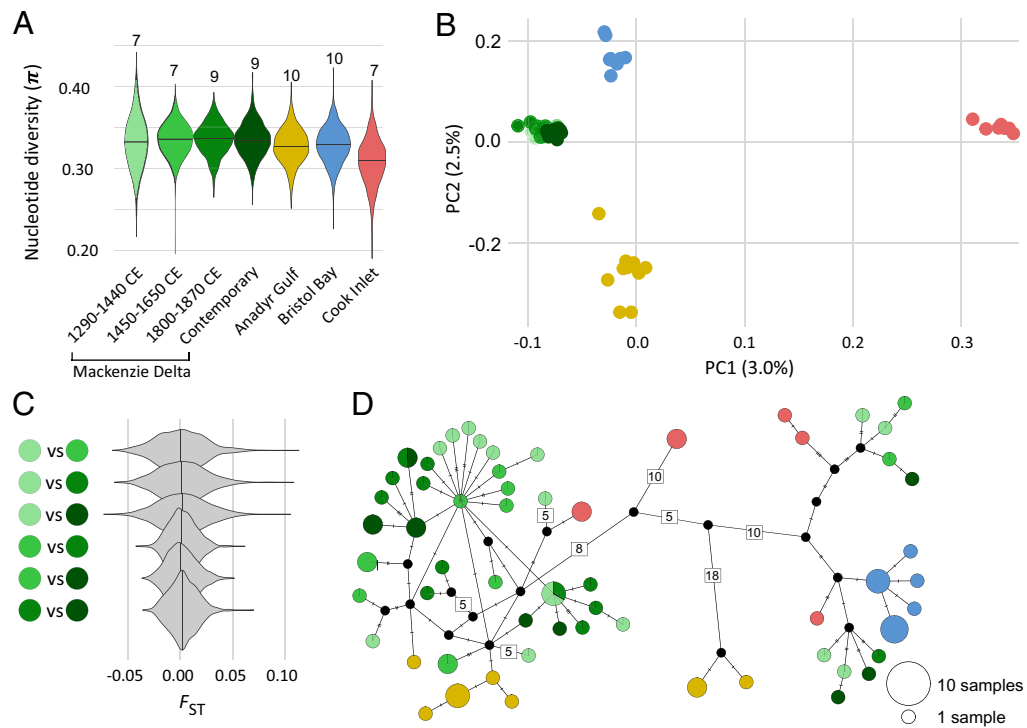 A
Nucleotide diversity (π)
0.40
0.30
0.20
7
7
9
9
10
10
7
1290-1440 CE
1450-1650 CE
1800-1870 CE
Contemporary
Anadyr Gulf
Bristol Bay
Cook Inlet
Mackenzie Delta
B
PC2 (2.5%)
0.2
0.0
-0.2
-0.1
0.0
0.1
0.2
0.3
PC1 (3.0%)
C
vs
vs
vs
vs
vs
vs
-0.05
0.00
0.05
0.10
FST
D
10
5
5
8
10
18
5
5
10 samples
1 sample